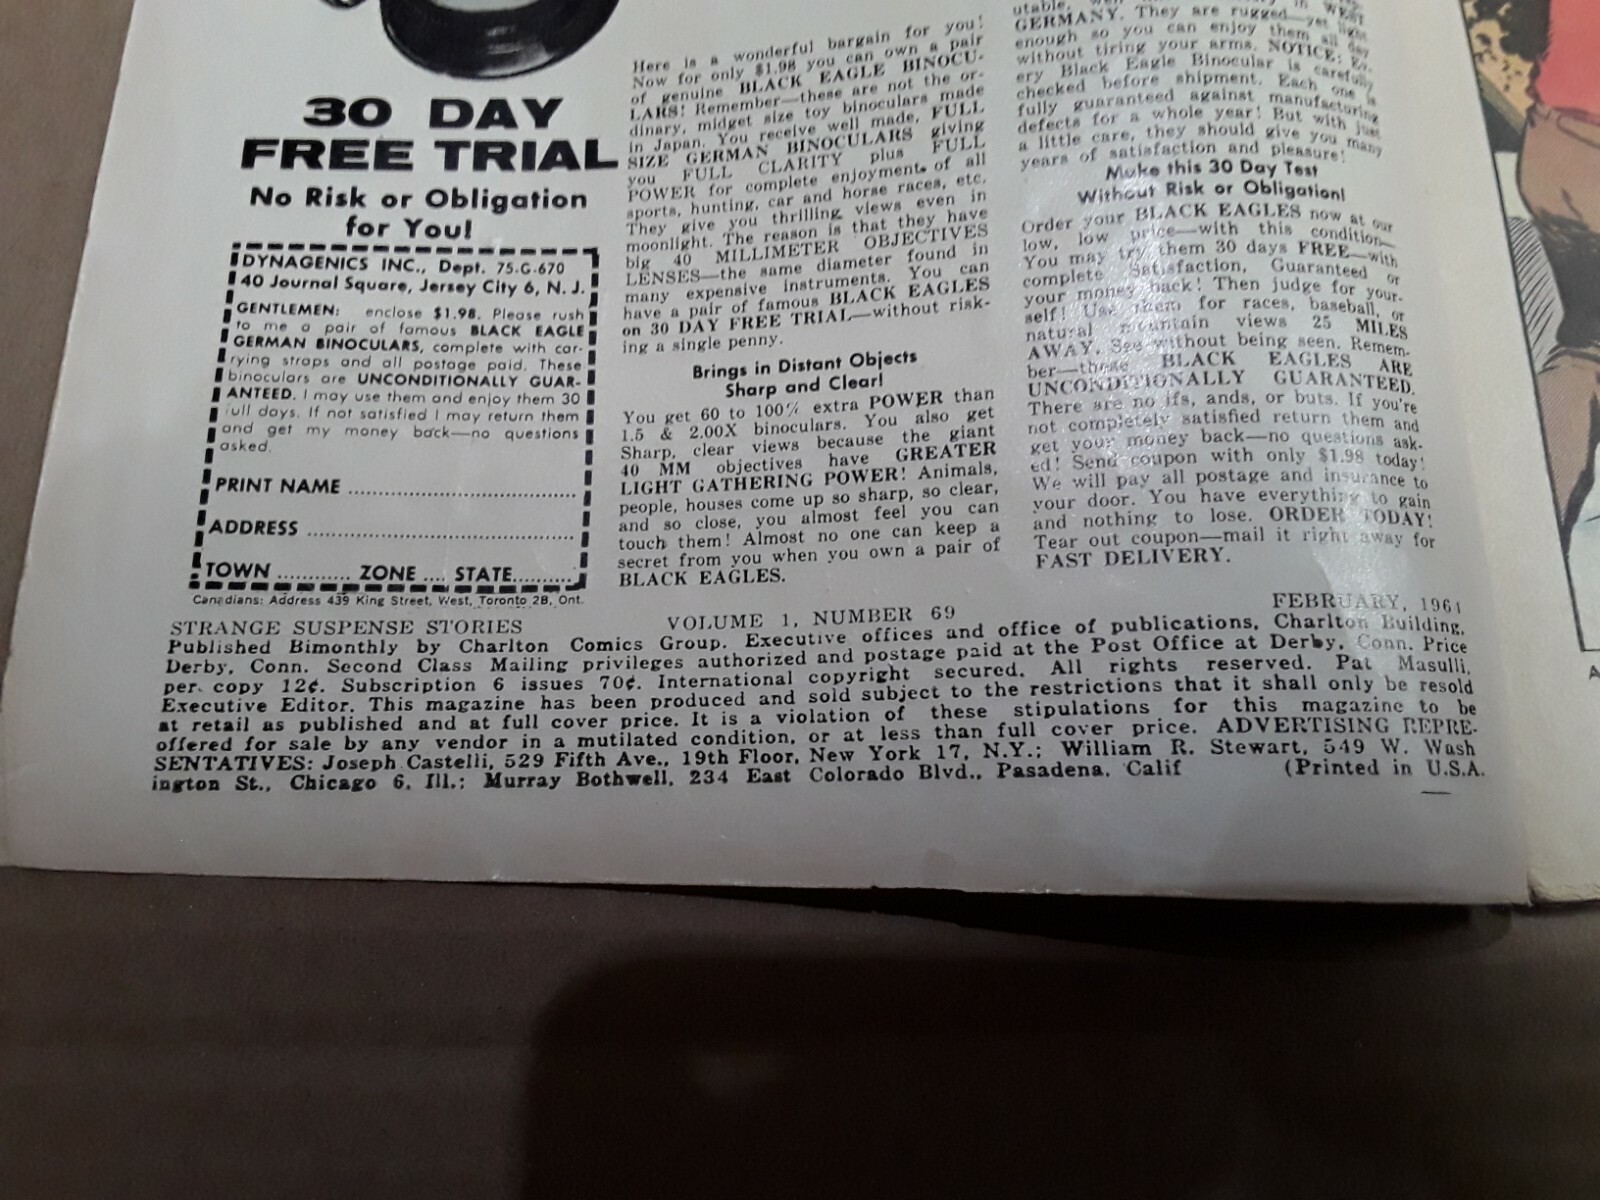 30 DAY
FREE TRIAL
No Risk or Obligation
for You!
DYNAGENICS INC., Dept. 75-G-670
40 Journal Square, Jersey City 6, N. J.
GENTLEMEN: enclose $1.98. Please rush
to me a pair of famous BLACK EAGLE
GERMAN BINOCULARS, complete with car-
rying straps and all postage paid. These
binoculars are UNCONDITIONALLY GUAR-
ANTEED. I may use them and enjoy them 30
full days. If not satisfied I may return them
and get my money back—no questions
asked.
PRINT NAME
ADDRESS
TOWN ............ ZONE .... STATE..........
Canadians: Address 439 King Street, West, Toronto 2B, Ont.
Here is a wonderful bargain for you!
Now for only $1.98 you can own a pair
of genuine BLACK EAGLE BINOCU-
LARS! Remember—these are not the or-
dinary, midget size toy binoculars made
in Japan. You receive well made, FULL
SIZE GERMAN BINOCULARS giving
you FULL CLARITY plus FULL
POWER for complete enjoyment of all
sports, hunting, car and horse races, etc.
They give you thrilling views even in
moonlight. The reason is that they have
big 40 MILLIMETER OBJECTIVES
LENSES—the same diameter found in
many expensive instruments. You can
have a pair of famous BLACK EAGLES
on 30 DAY FREE TRIAL—without risk-
ing a single penny.
Brings in Distant Objects
Sharp and Clear!
You get 60 to 100% extra POWER than
1.5 & 2.00X binoculars. You also get
Sharp, clear views because the giant
40 MM objectives have GREATER
LIGHT GATHERING POWER! Animals,
people, houses come up so sharp, so clear,
and so close, you almost feel you can
touch them! Almost no one can keep a
secret from you when you own a pair of
BLACK EAGLES.
in WEST
GERMANY. They are rugged—yet light
enough so you can enjoy them all day
without tiring your arms. NOTICE: Ev-
ery Black Eagle Binocular is carefully
checked before shipment. Each one is
fully guaranteed against manufacturing
defects for a whole year! But with just
a little care, they should give you many
years of satisfaction and pleasure!
Make this 30 Day Test
Without Risk or Obligation!
Order your BLACK EAGLES now at our
low, low price—with this condition—
You may try them 30 days FREE—with
complete Satisfaction, Guaranteed or
your money back! Then judge for your-
self! Use them for races, baseball, or
natural mountain views 25 MILES
AWAY. See without being seen. Remem-
ber—these BLACK EAGLES ARE
UNCONDITIONALLY GUARANTEED.
There are no ifs, ands, or buts. If you're
not completely satisfied return them and
get your money back—no questions ask-
ed! Send coupon with only $1.98 today!
We will pay all postage and insurance to
your door. You have everything to gain
and nothing to lose. ORDER TODAY!
Tear out coupon—mail it right away for
FAST DELIVERY.
STRANGE SUSPENSE STORIES VOLUME 1, NUMBER 69 FEBRUARY, 1964
Published Bimonthly by Charlton Comics Group. Executive offices and office of publications, Charlton Building,
Derby, Conn. Second Class Mailing privileges authorized and postage paid at the Post Office at Derby, Conn. Price
per copy 12¢. Subscription 6 issues 70¢. International copyright secured. All rights reserved. Pat Masulli,
Executive Editor. This magazine has been produced and sold subject to the restrictions that it shall only be resold
at retail as published and at full cover price. It is a violation of these stipulations for this magazine to be
offered for sale by any vendor in a mutilated condition, or at less than full cover price. ADVERTISING REPRE-
SENTATIVES: Joseph Castelli, 529 Fifth Ave., 19th Floor, New York 17, N.Y.; William R. Stewart, 549 W. Wash
ington St., Chicago 6, Ill.; Murray Bothwell, 234 East Colorado Blvd., Pasadena, Calif (Printed in U.S.A.